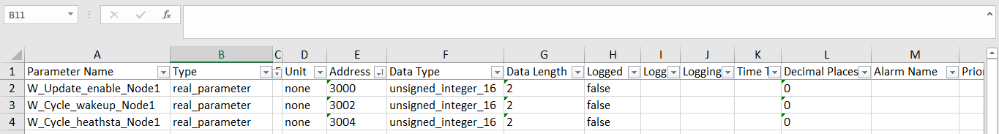 B11 fx
A B C D E F G H I J K L M
1 Parameter Name Type F Unit Address Data Type Data Length Logged Logg Logging Time T Decimal Places Alarm Name Prior
2 W_Update_enable_Node1 real_parameter none 3000 unsigned_integer_16 2 false 0
3 W_Cycle_wakeup_Node1 real_parameter none 3002 unsigned_integer_16 2 false 0
4 W_Cycle_heathsta_Node1 real_parameter none 3004 unsigned_integer_16 2 false 0